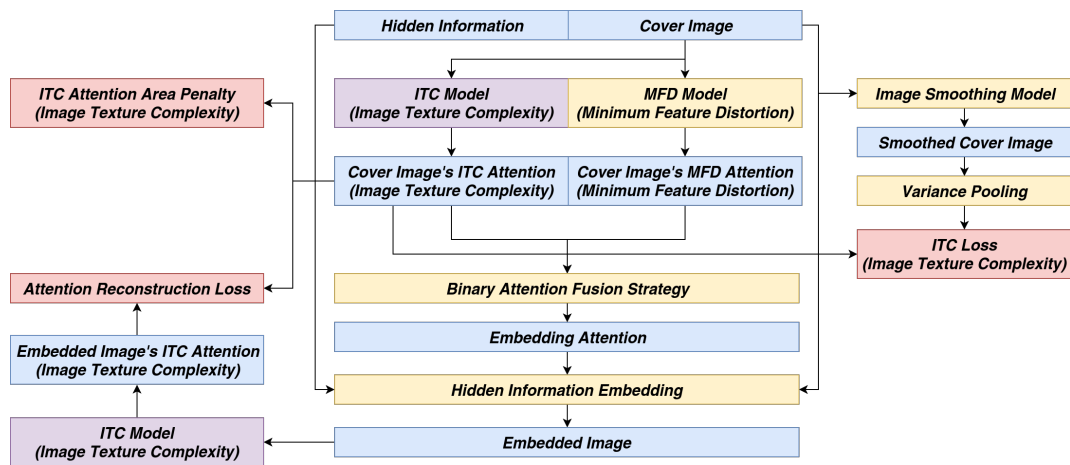 Hidden Information
Cover Image
ITC Attention Area Penalty
(Image Texture Complexity)
ITC Model
(Image Texture Complexity)
MFD Model
(Minimum Feature Distortion)
Image Smoothing Model
Smoothed Cover Image
Cover Image's ITC Attention
(Image Texture Complexity)
Cover Image's MFD Attention
(Minimum Feature Distortion)
Variance Pooling
ITC Loss
(Image Texture Complexity)
Attention Reconstruction Loss
Binary Attention Fusion Strategy
Embedding Attention
Embedded Image's ITC Attention
(Image Texture Complexity)
Hidden Information Embedding
ITC Model
(Image Texture Complexity)
Embedded Image